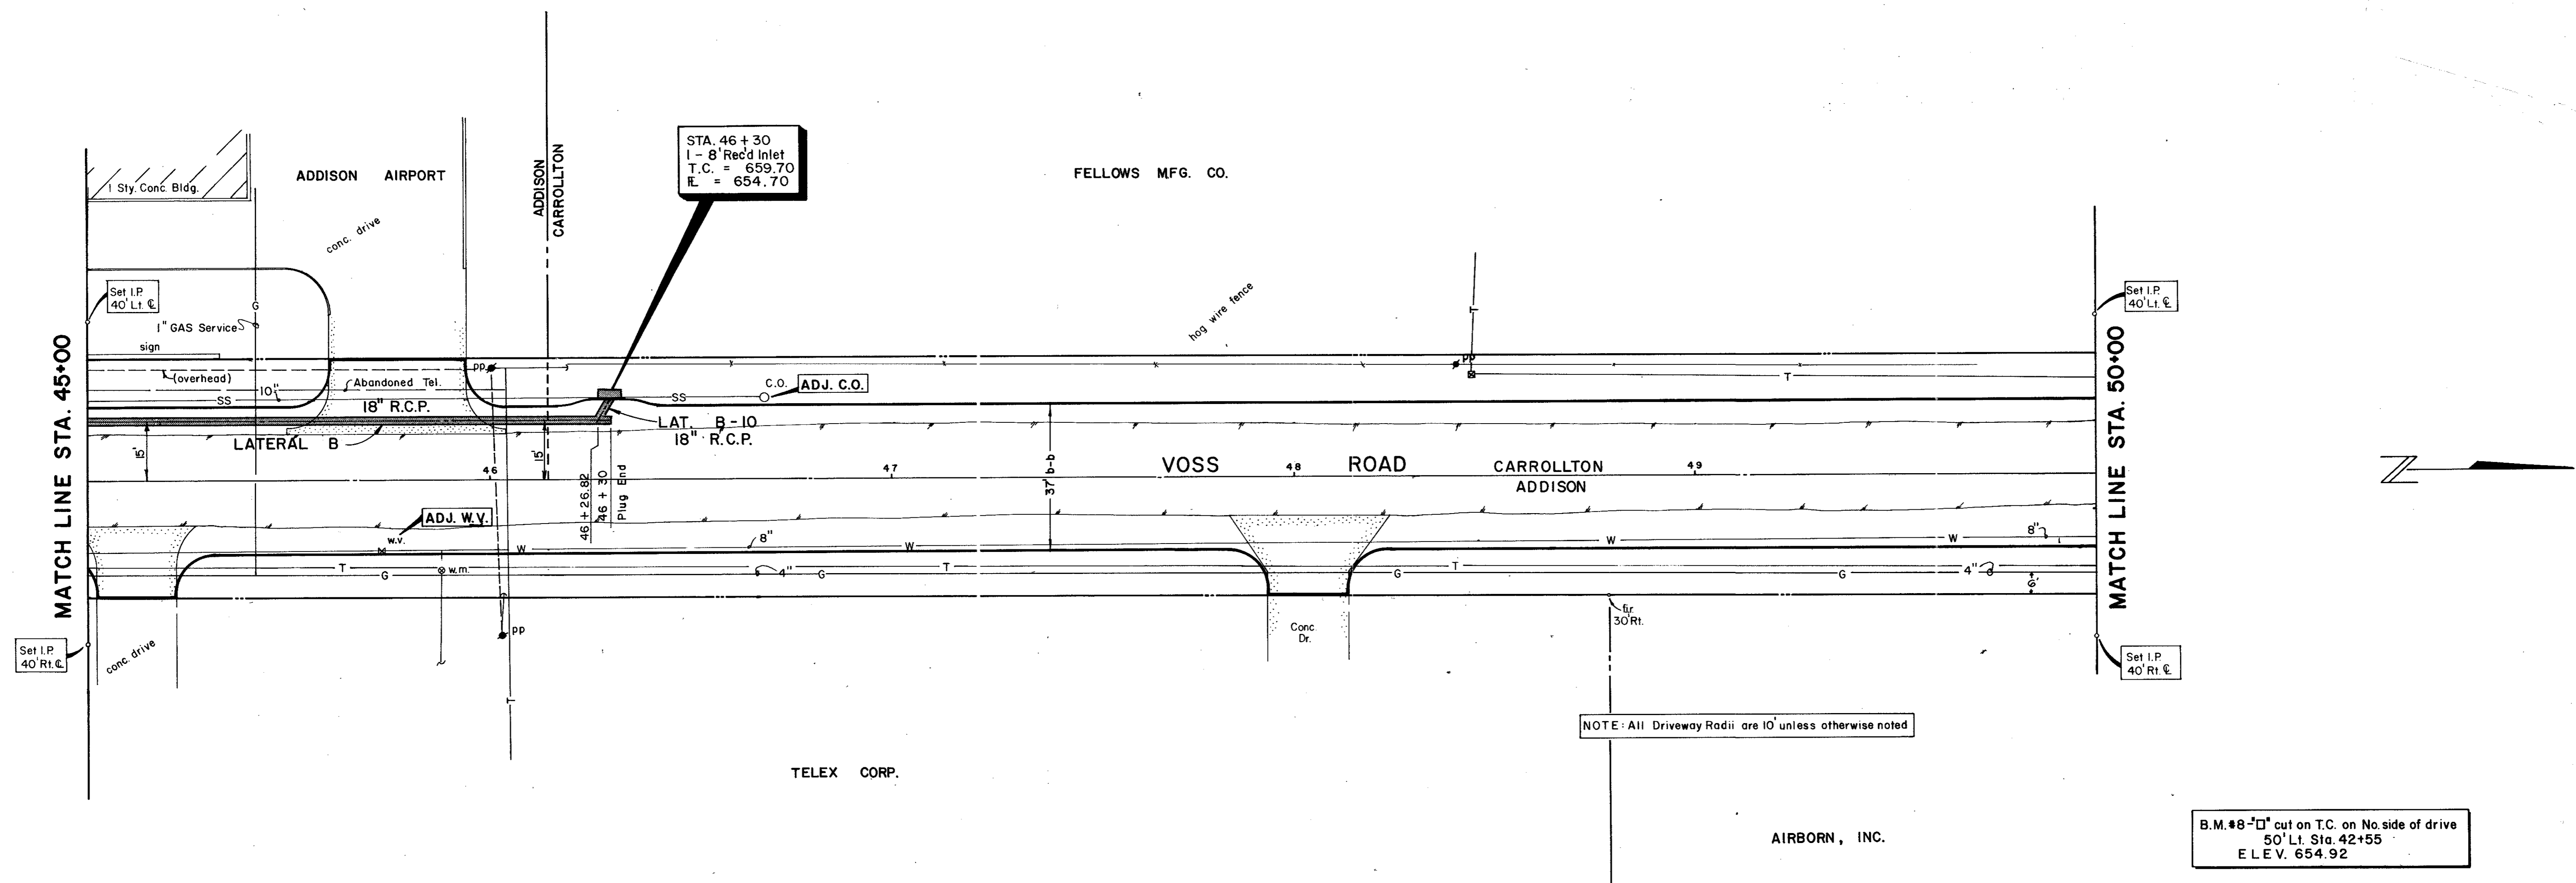 STA. 46 + 30
1 - 8' Rec'd Inlet
T.C. = 659.70
FL = 654.70
ADDISON AIRPORT
1 Sty. Conc. Bldg.
conc. drive
ADDISON
CARROLLTON
FELLOWS MFG. CO.
Set I.P.
40' Lt. ℄
G
1" GAS Service
sign
(overhead)
10"
SS
Abandoned Tel.
18" R.C.P.
PP
SS
C.O.
ADJ. C.O.
hog wire fence
T
PP
T
Set I.P.
40' Lt. ℄
MATCH LINE STA. 45+00
LATERAL B
LAT. B-10
18" R.C.P.
15'
15'
46
47
48
49
46 + 26.82
46 + 30
Plug End
37' b-b
VOSS ROAD
CARROLLTON
ADDISON
MATCH LINE STA. 50+00
ADJ. W.V.
w.v.
W
8"
W
W
W
8"
T
G
w.m.
4"
G
T
G
T
G
4"
6'
PP
T
Conc.
Dr.
fir
30' Rt.
Set I.P.
40' Rt. ℄
conc. drive
Set I.P.
40' Rt. ℄
NOTE: All Driveway Radii are 10' unless otherwise noted
TELEX CORP.
AIRBORN, INC.
B.M.#8-"□" cut on T.C. on No. side of drive
50' Lt. Sta. 42+55
ELEV. 654.92